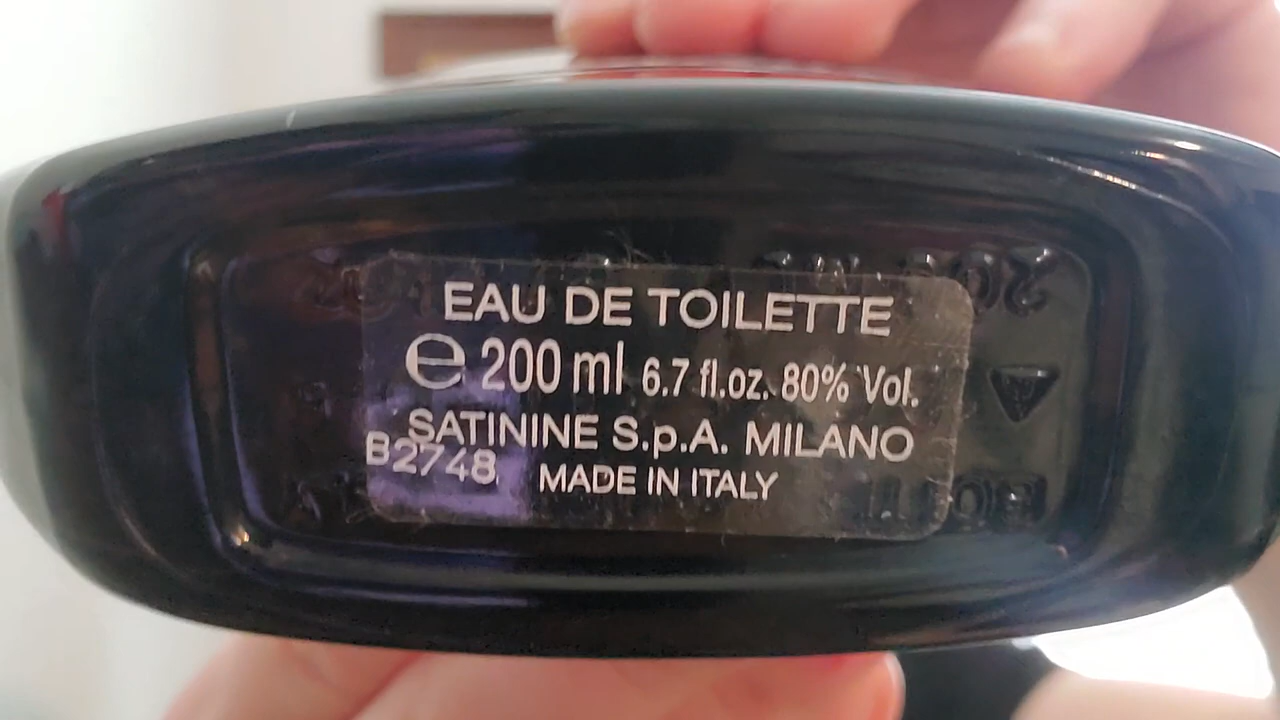 EAU DE TOILETTE
e 200 ml 6.7 fl.oz. 80% Vol.
SATININE S.p.A. MILANO
B2748 MADE IN ITALY